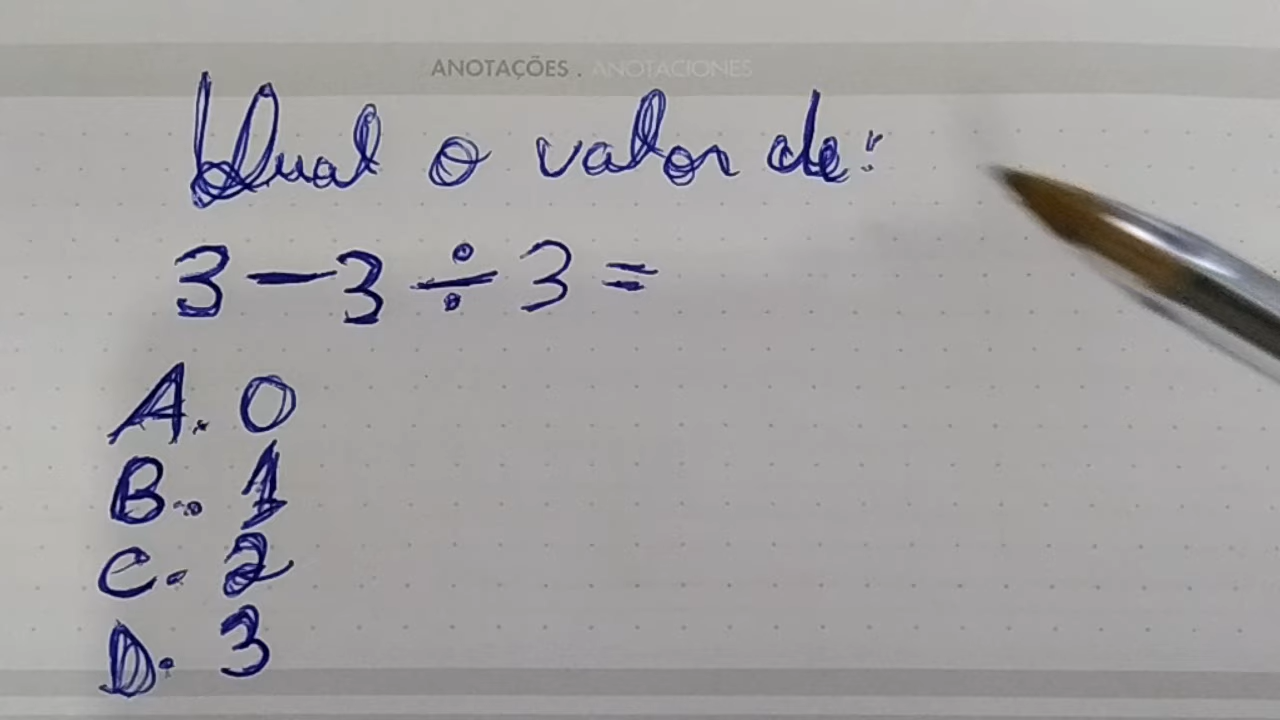 ANOTAÇÕES . ANOTACIONES
Qual o valor de:
3 − 3 ÷ 3 =
A. 0
B. 1
C. 2
D. 3